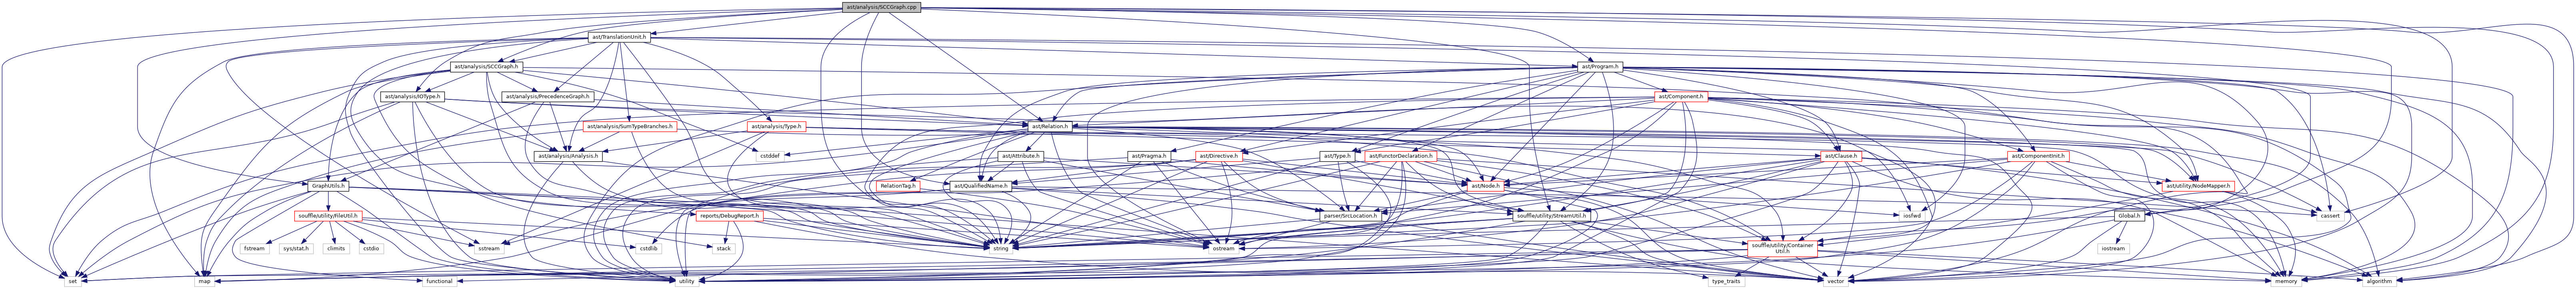 ast/analysis/SCCGraph.cpp
ast/TranslationUnit.h
ast/analysis/SCCGraph.h
ast/Program.h
ast/analysis/IOType.h
ast/analysis/PrecedenceGraph.h
ast/Component.h
ast/analysis/SumTypeBranches.h
ast/analysis/Type.h
ast/Relation.h
ast/analysis/Analysis.h
cstddef
ast/Attribute.h
ast/Pragma.h
ast/Directive.h
ast/Type.h
ast/FunctorDeclaration.h
ast/Clause.h
ast/ComponentInit.h
GraphUtils.h
RelationTag.h
ast/QualifiedName.h
ast/Node.h
ast/utility/NodeMapper.h
souffle/utility/FileUtil.h
reports/DebugReport.h
parser/SrcLocation.h
souffle/utility/StreamUtil.h
iosfwd
Global.h
cassert
fstream
sys/stat.h
climits
cstdio
sstream
cstdlib
stack
string
ostream
souffle/utility/Container
Util.h
iostream
set
map
functional
utility
type_traits
vector
memory
algorithm